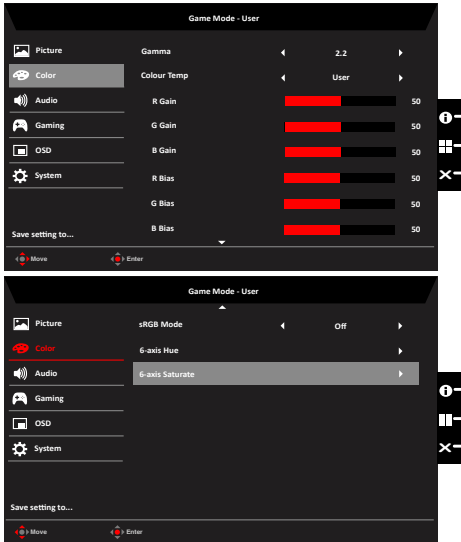 Game Mode - User
Picture Gamma 2.2
Color Colour Temp User
Audio R Gain 50
Gaming G Gain 50
OSD B Gain 50
System R Bias 50
G Bias 50
Save setting to... B Bias 50
Move Enter
Game Mode - User
Picture sRGB Mode Off
Color 6-axis Hue
Audio 6-axis Saturate
Gaming
OSD
System
Save setting to...
Move Enter